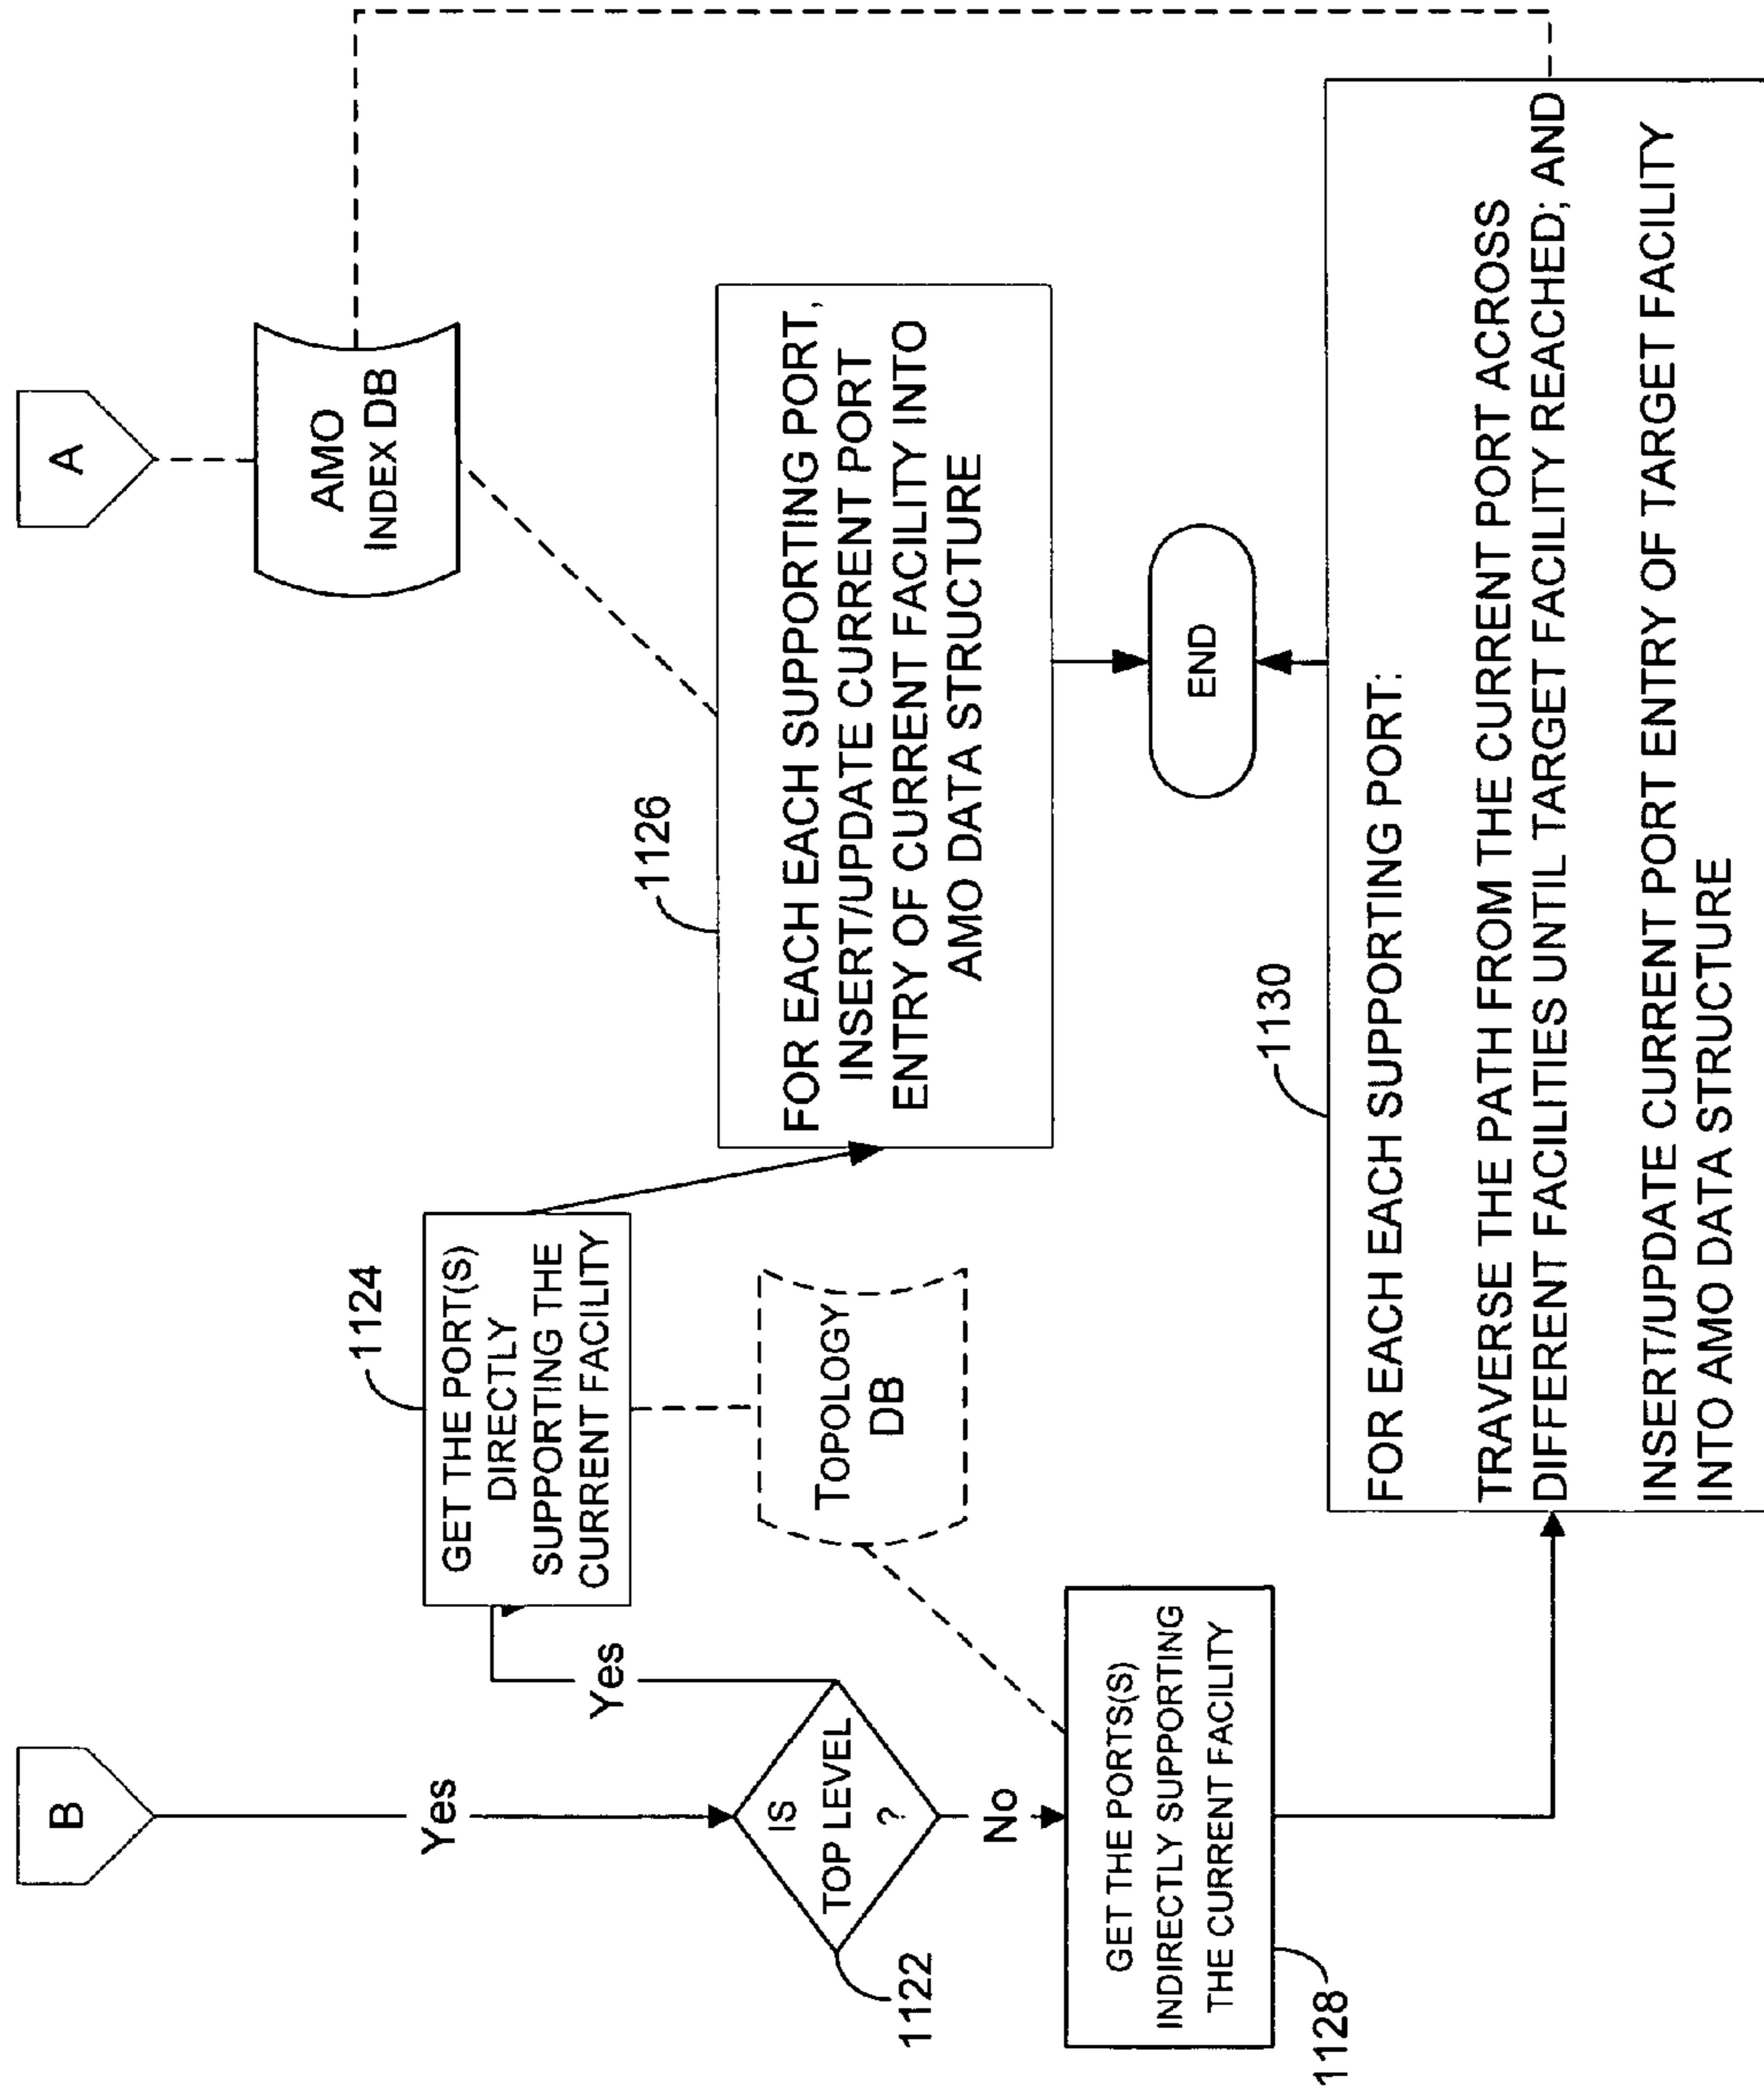 B
A
Yes
AMO
INDEX DB
1122
IS
TOP LEVEL
?
Yes
No
1124
GET THE PORT(S)
DIRECTLY
SUPPORTING THE
CURRENT FACILITY
TOPOLOGY
DB
1126
FOR EACH EACH SUPPORTING PORT,
INSERT/UPDATE CURRENT PORT
ENTRY OF CURRENT FACILITY INTO
AMO DATA STRUCTURE
1128
GET THE PORTS(S)
INDIRECTLY SUPPORTING
THE CURRENT FACILITY
END
1130
FOR EACH EACH SUPPORTING PORT:
TRAVERSE THE PATH FROM THE CURRENT PORT ACROSS
DIFFERENT FACILITIES UNTIL TARGET FACILITY REACHED; AND
INSERT/UPDATE CURRENT PORT ENTRY OF TARGET FACILITY
INTO AMO DATA STRUCTURE